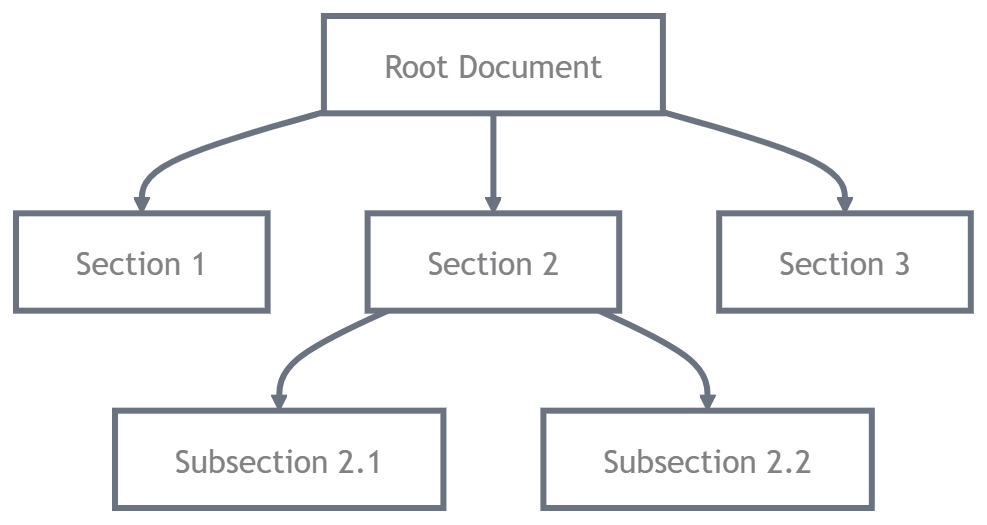 Root Document
Section 1
Section 2
Section 3
Subsection 2.1
Subsection 2.2